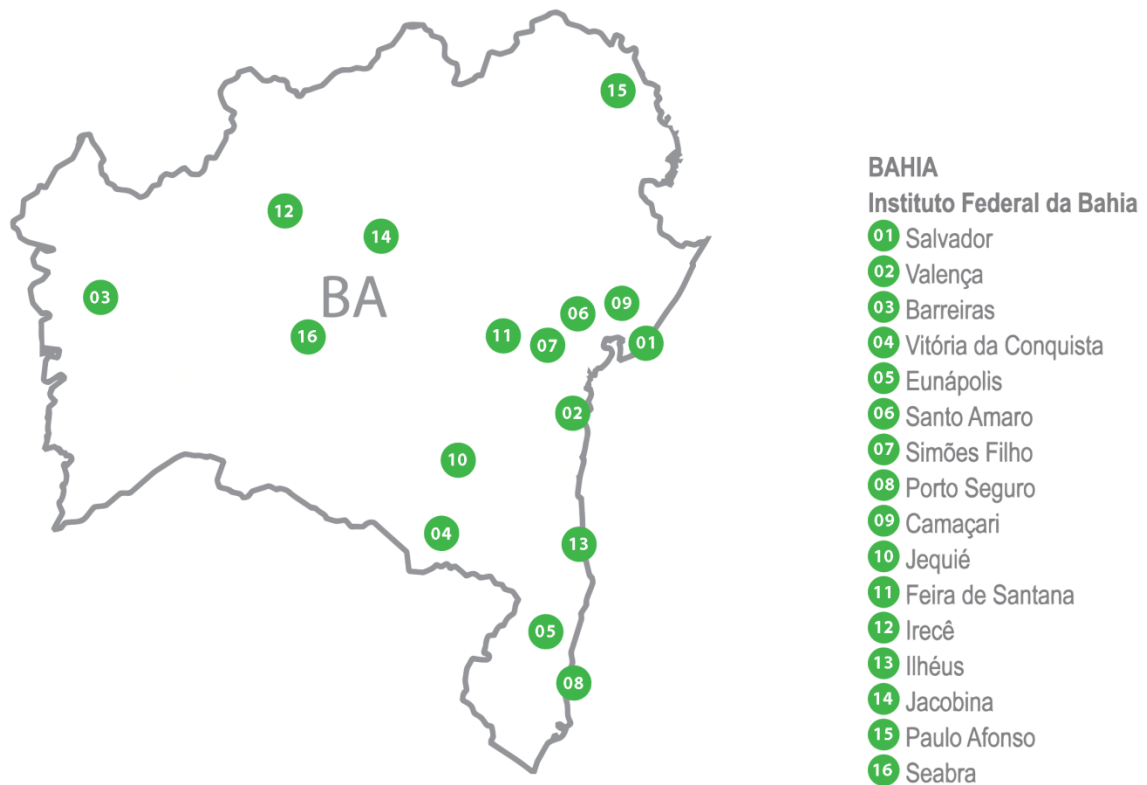 15
12
14
03
BA
09
06
16
11
07
01
02
10
04
13
05
08
BAHIA
Instituto Federal da Bahia
01 Salvador
02 Valença
03 Barreiras
04 Vitória da Conquista
05 Eunápolis
06 Santo Amaro
07 Simões Filho
08 Porto Seguro
09 Camaçari
10 Jequié
11 Feira de Santana
12 Irecê
13 Ilhéus
14 Jacobina
15 Paulo Afonso
16 Seabra